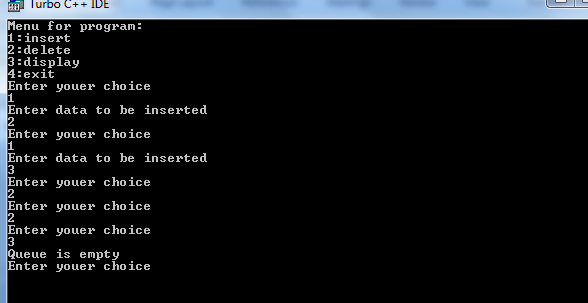 Turbo C++ IDE
Menu for program:
1:insert
2:delete
3:display
4:exit
Enter youer choice
1
Enter data to be inserted
2
Enter youer choice
1
Enter data to be inserted
3
Enter youer choice
2
Enter youer choice
2
Enter youer choice
3
Queue is empty
Enter youer choice